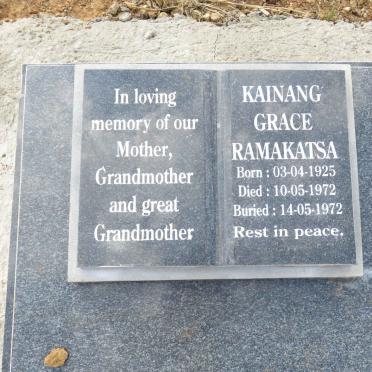 In loving
memory of our
Mother,
Grandmother
and great
Grandmother
KAINANG
GRACE
RAMAKATSA
Born : 03-04-1925
Died : 10-05-1972
Buried : 14-05-1972
Rest in peace.